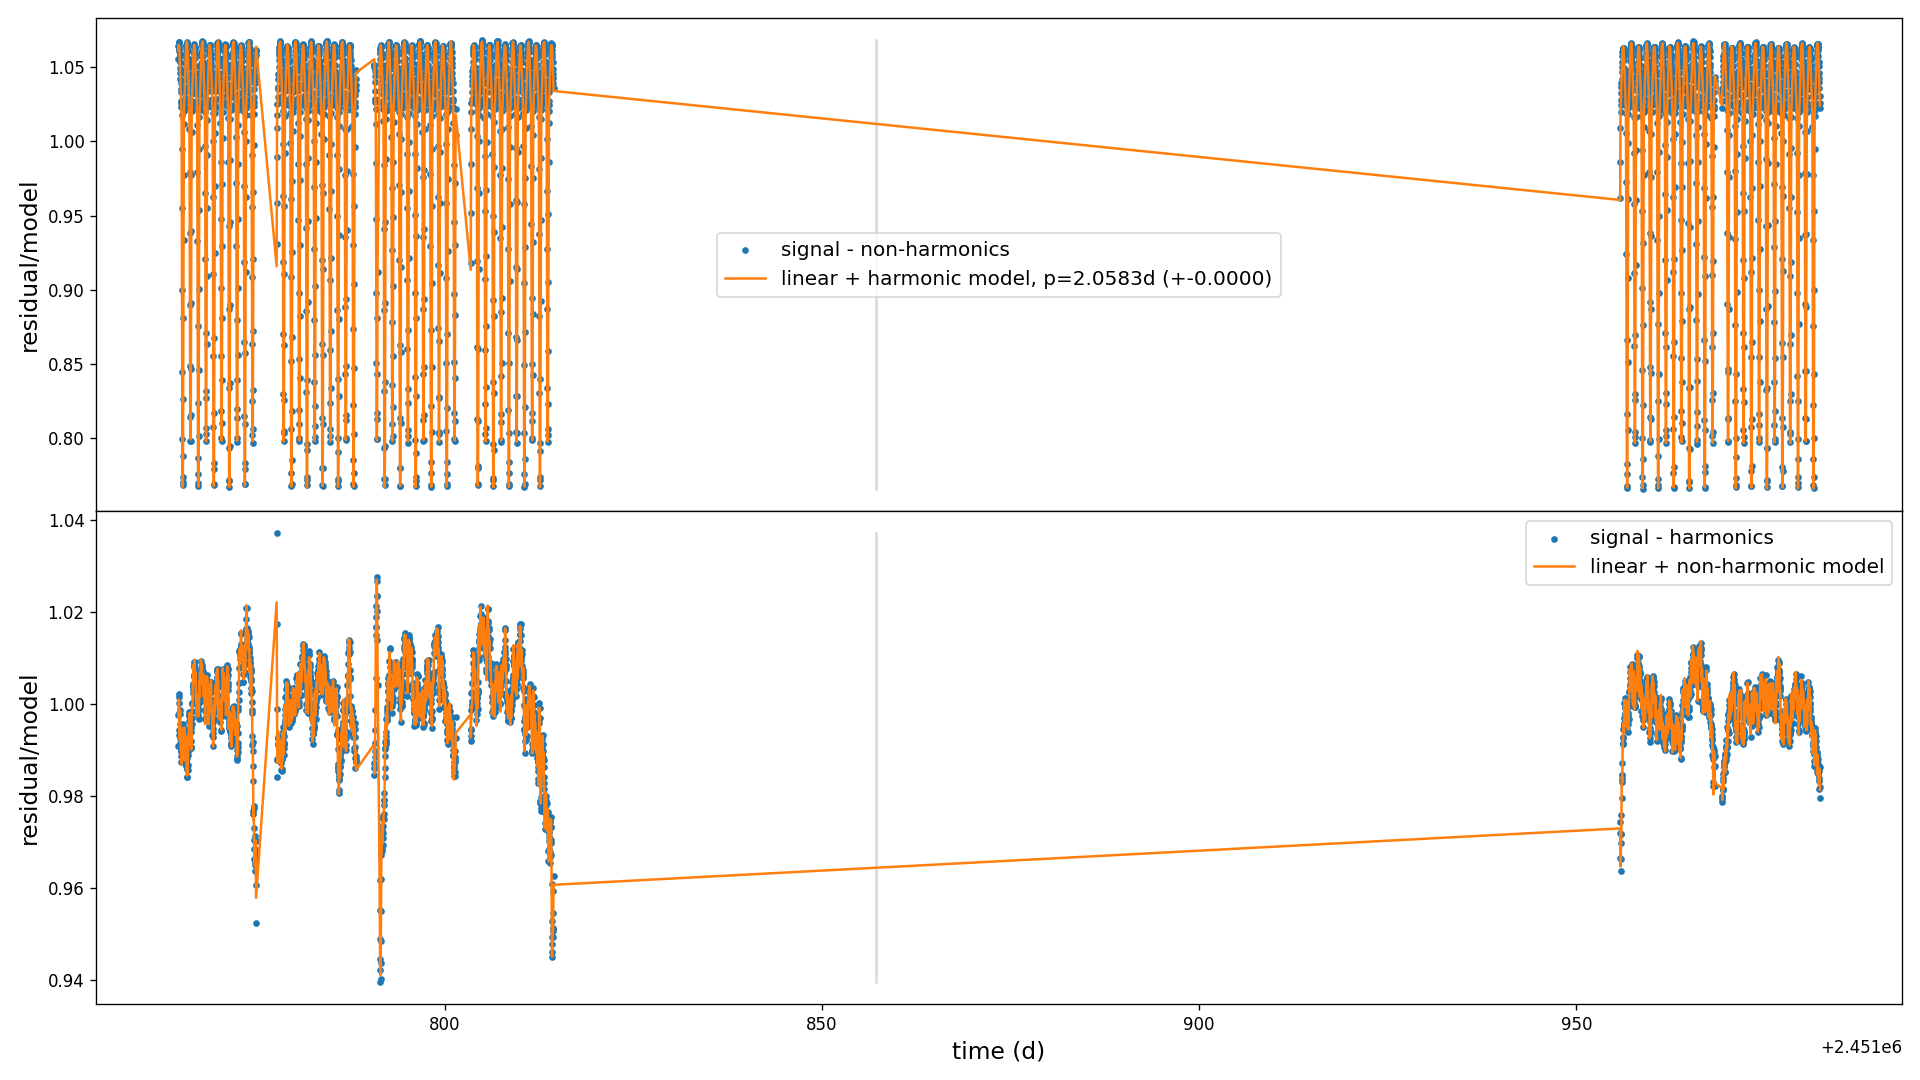 residual/model
1.05
1.00
0.95
0.90
0.85
0.80
signal - non-harmonics
linear + harmonic model, p=2.0583d (+-0.0000)
residual/model
1.04
1.02
1.00
0.98
0.96
0.94
signal - harmonics
linear + non-harmonic model
800
850
900
950
time (d)
+2.451e6